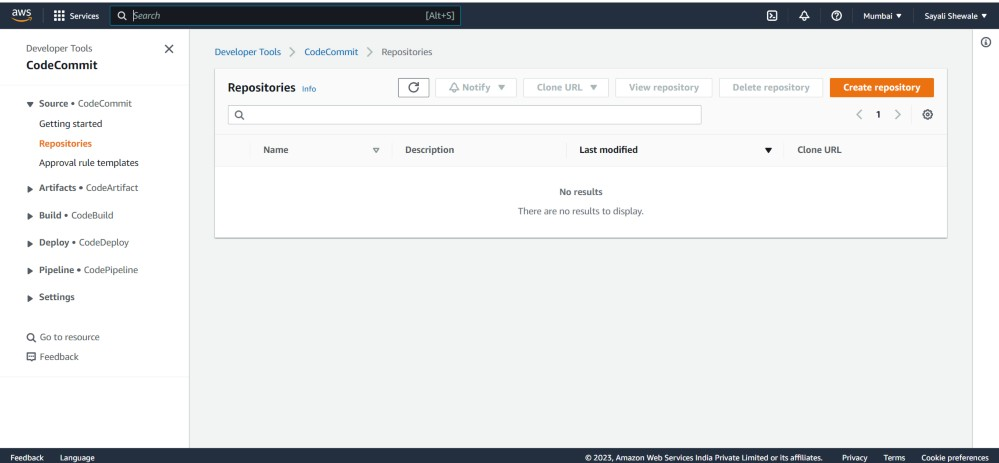 aws Services Search [Alt+S] Mumbai ▼ Sayali Shewale ▼
Developer Tools
CodeCommit
Source • CodeCommit
Getting started
Repositories
Approval rule templates
Artifacts • CodeArtifact
Build • CodeBuild
Deploy • CodeDeploy
Pipeline • CodePipeline
Settings
Go to resource
Feedback
Developer Tools > CodeCommit > Repositories
Repositories Info Notify ▼ Clone URL ▼ View repository Delete repository Create repository
< 1 >
Name Description Last modified Clone URL
No results
There are no results to display.
Feedback Language © 2023, Amazon Web Services India Private Limited or its affiliates. Privacy Terms Cookie preferences